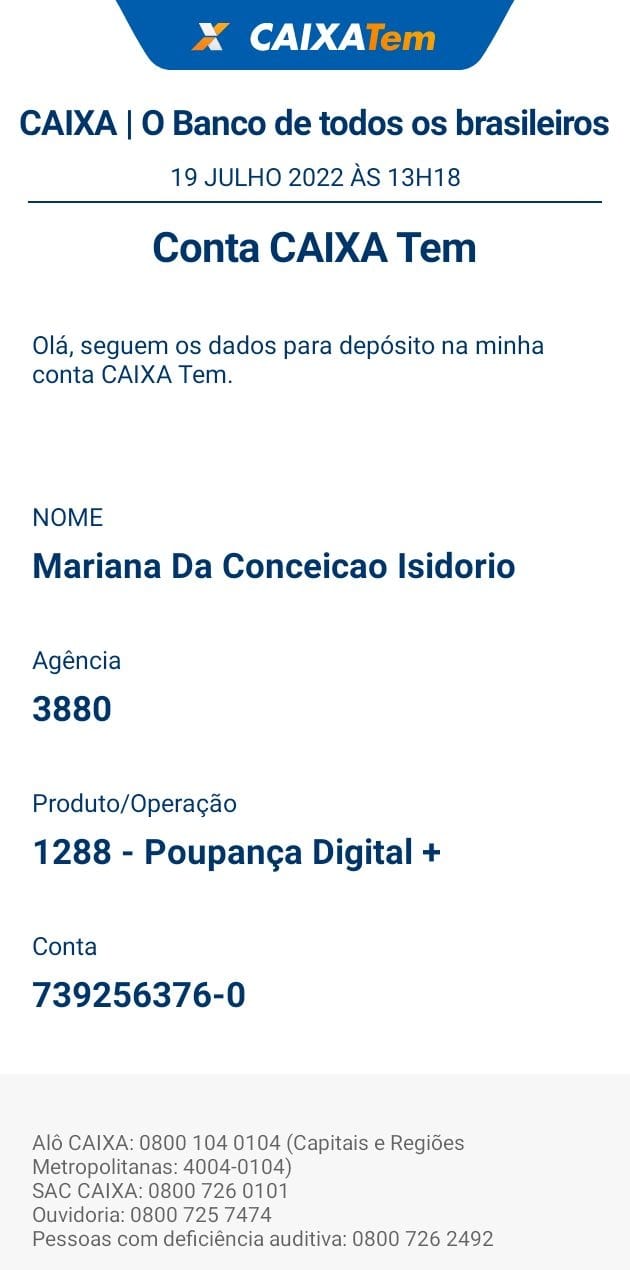 CAIXATem
CAIXA | O Banco de todos os brasileiros
19 JULHO 2022 ÀS 13H18
Conta CAIXA Tem
Olá, seguem os dados para depósito na minha
conta CAIXA Tem.
NOME
Mariana Da Conceicao Isidorio
Agência
3880
Produto/Operação
1288 - Poupança Digital +
Conta
739256376-0
Alô CAIXA: 0800 104 0104 (Capitais e Regiões
Metropolitanas: 4004-0104)
SAC CAIXA: 0800 726 0101
Ouvidoria: 0800 725 7474
Pessoas com deficiência auditiva: 0800 726 2492